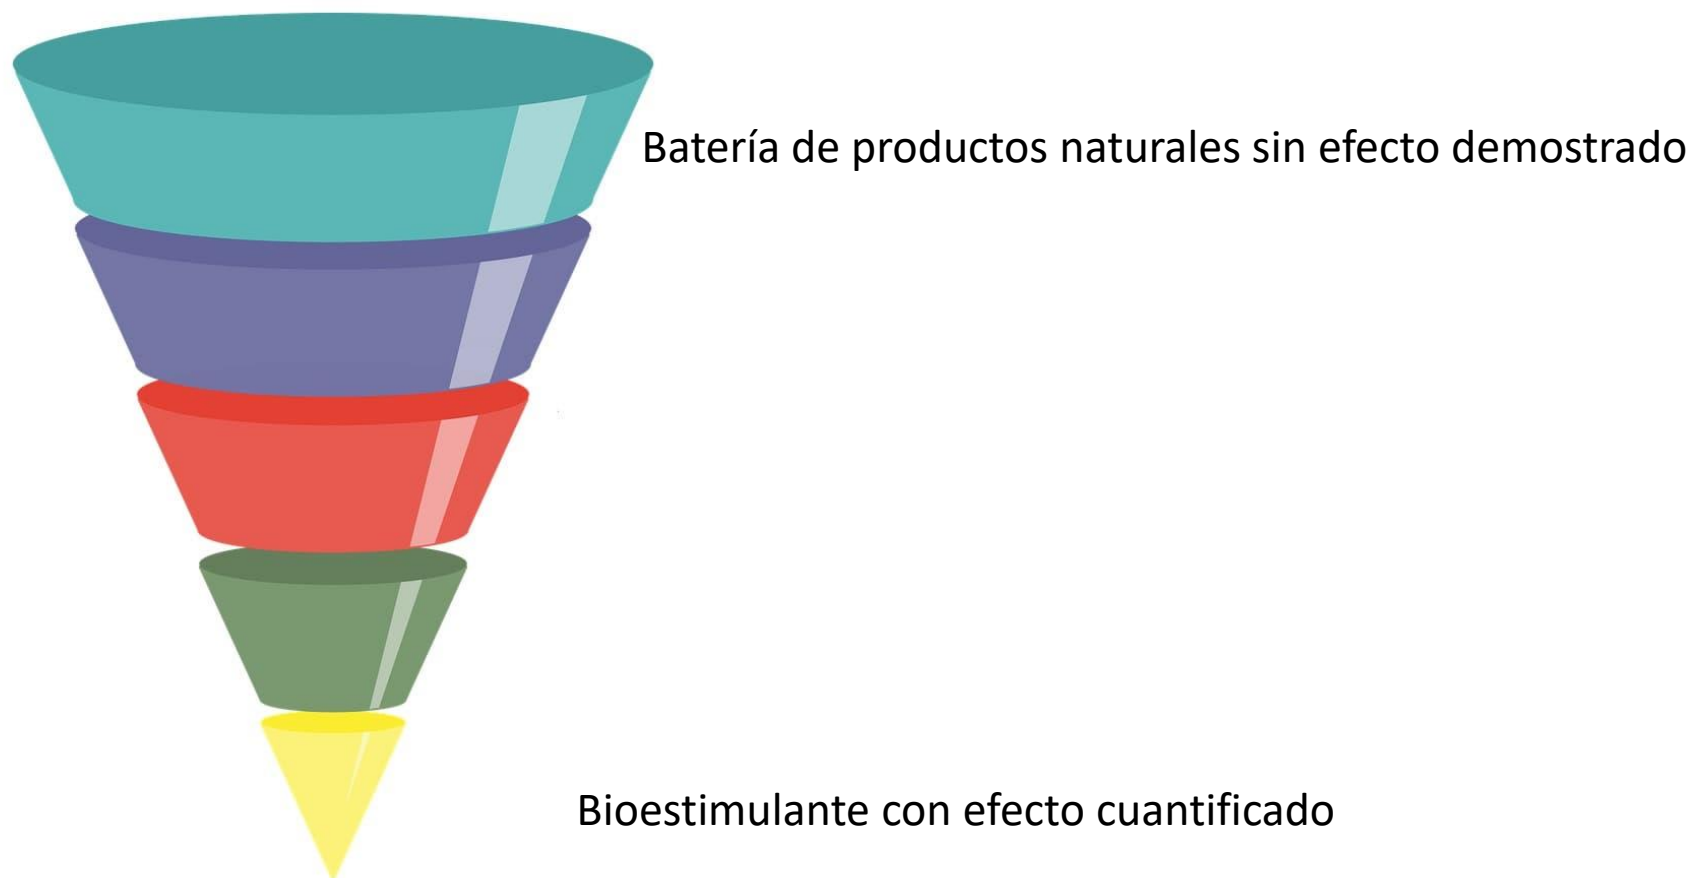 Batería de productos naturales sin efecto demostrado
Bioestimulante con efecto cuantificado